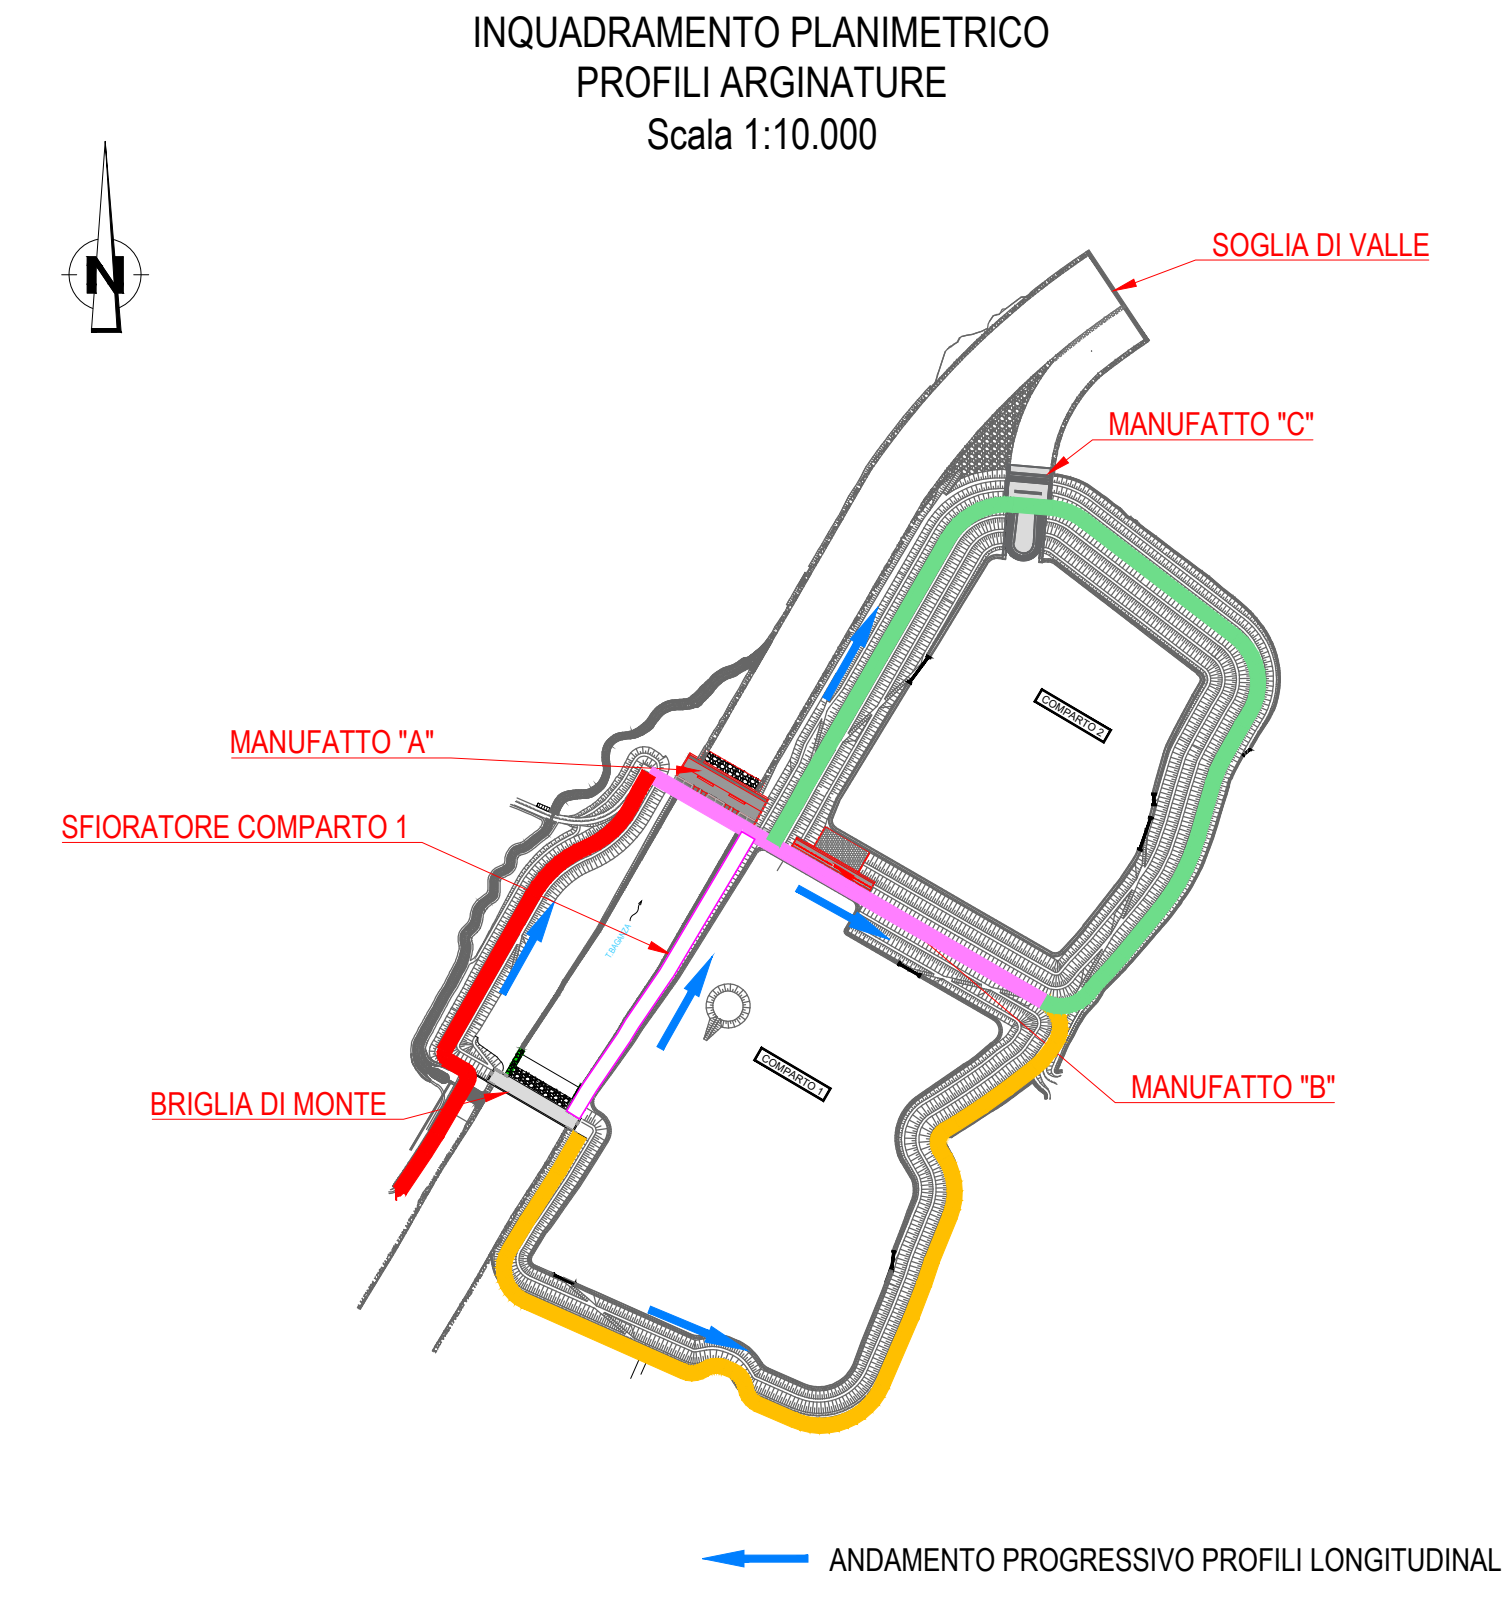 INQUADRAMENTO PLANIMETRICO
PROFILI ARGINATURE
Scala 1:10.000
N
SOGLIA DI VALLE
MANUFATTO "C"
COMPARTO 2
MANUFATTO "A"
SFIORATORE COMPARTO 1
T.BAGANZA
COMPARTO 1
BRIGLIA DI MONTE
MANUFATTO "B"
ANDAMENTO PROGRESSIVO PROFILI LONGITUDINAL